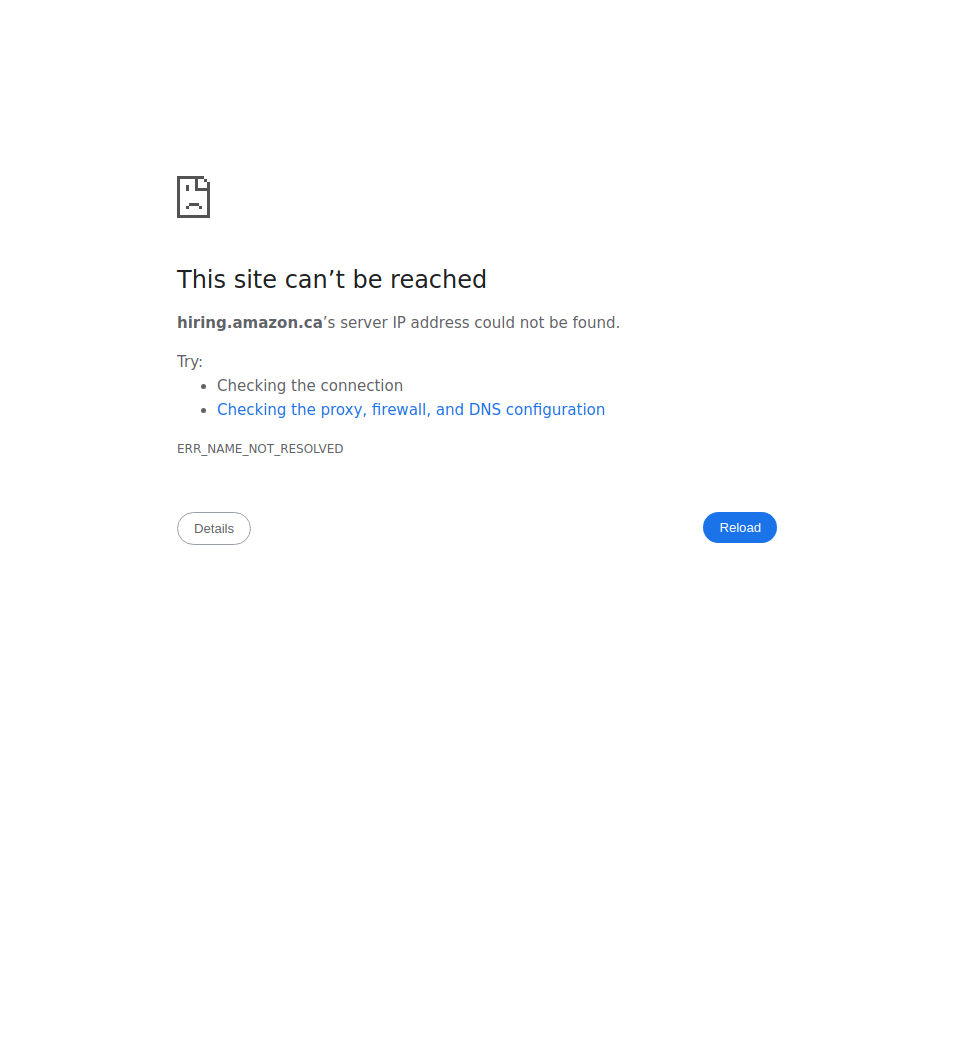 This site can’t be reached
hiring.amazon.ca’s server IP address could not be found.
Try:
Checking the connection
Checking the proxy, firewall, and DNS configuration
ERR_NAME_NOT_RESOLVED
Details
Reload